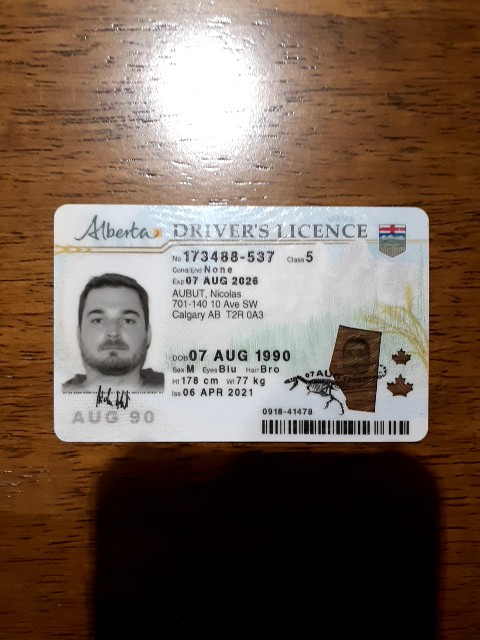 Alberta
DRIVER'S LICENCE
No 173488-537 Class 5
Cond/End None
Exp 07 AUG 2026
AUBUT, Nicolas
701-140 10 Ave SW
Calgary AB T2R 0A3
DOB 07 AUG 1990
Sex M Eyes Blu Hair Bro
Ht 178 cm Wt 77 kg
Iss 06 APR 2021
07 AU
AUG 90
0918-41478